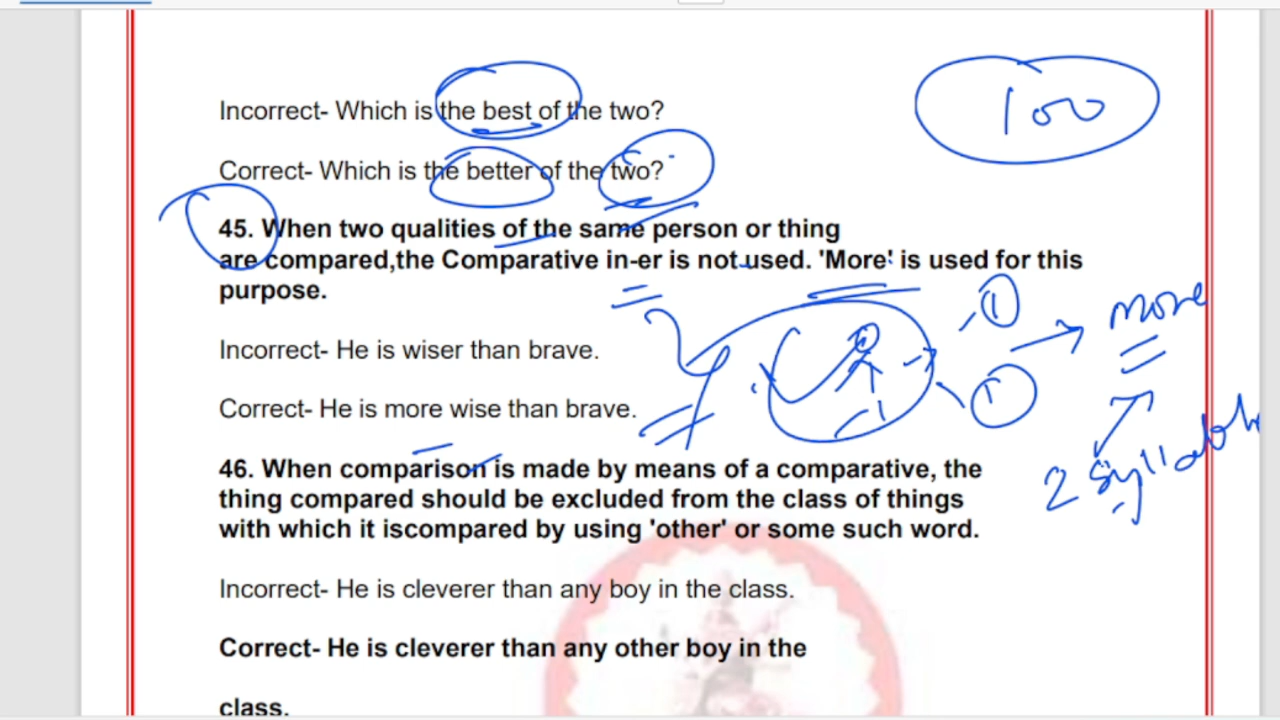 Incorrect- Which is the best of the two?
100
Correct- Which is the better of the two?
45. When two qualities of the same person or thing
are compared,the Comparative in-er is not used. 'More' is used for this
purpose.
1
more
Incorrect- He is wiser than brave.
1
Correct- He is more wise than brave.
46. When comparison is made by means of a comparative, the
2
thing compared should be excluded from the class of things
with which it iscompared by using 'other' or some such word.
Incorrect- He is cleverer than any boy in the class.
Correct- He is cleverer than any other boy in the
class.